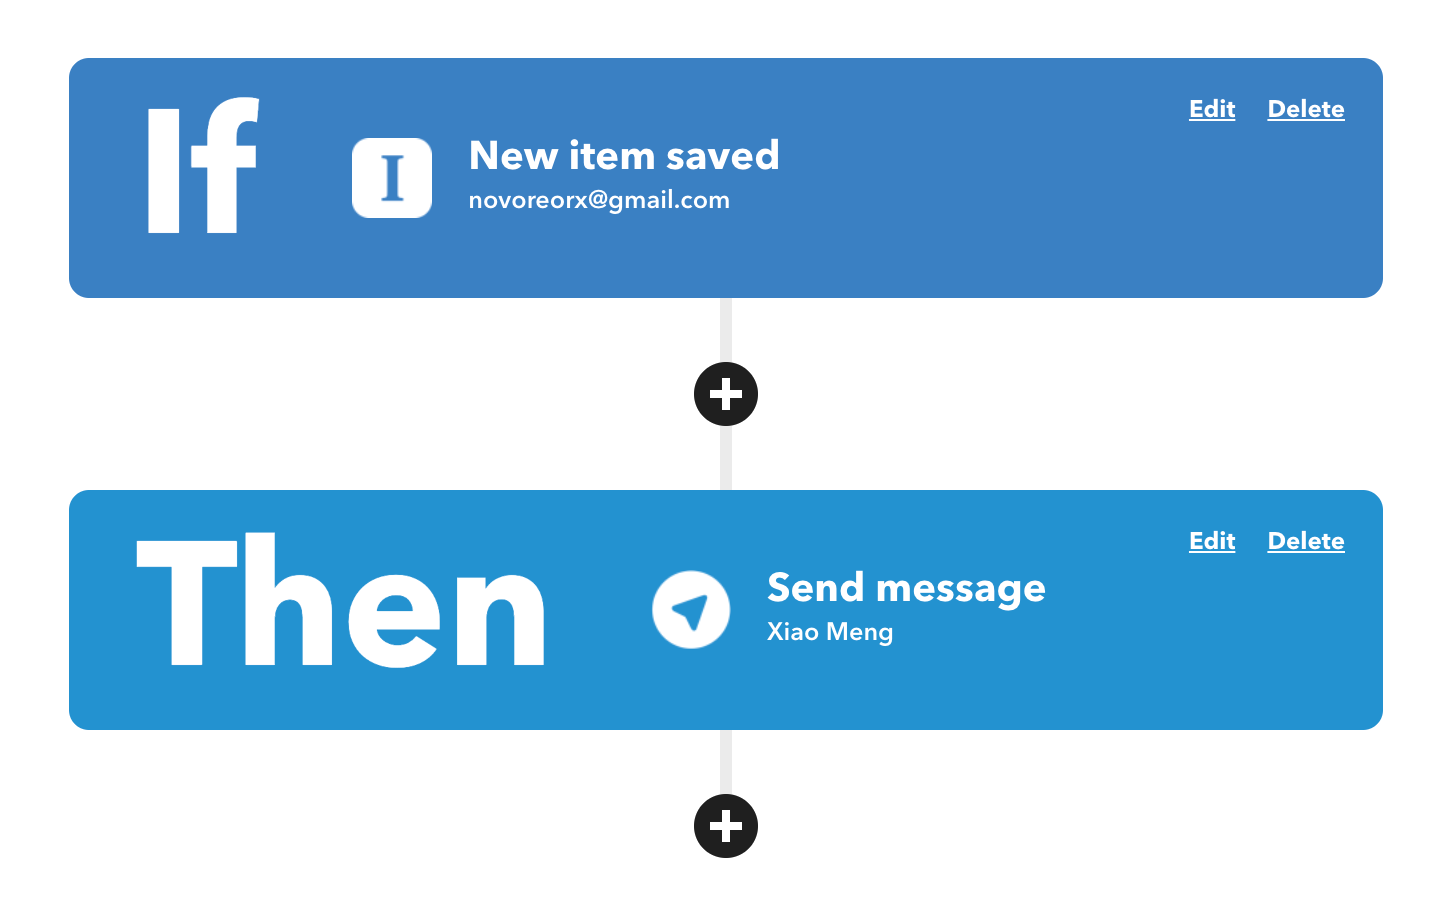 If
I
New item saved
novoreorx@gmail.com
Edit Delete
Then
Send message
Xiao Meng
Edit Delete